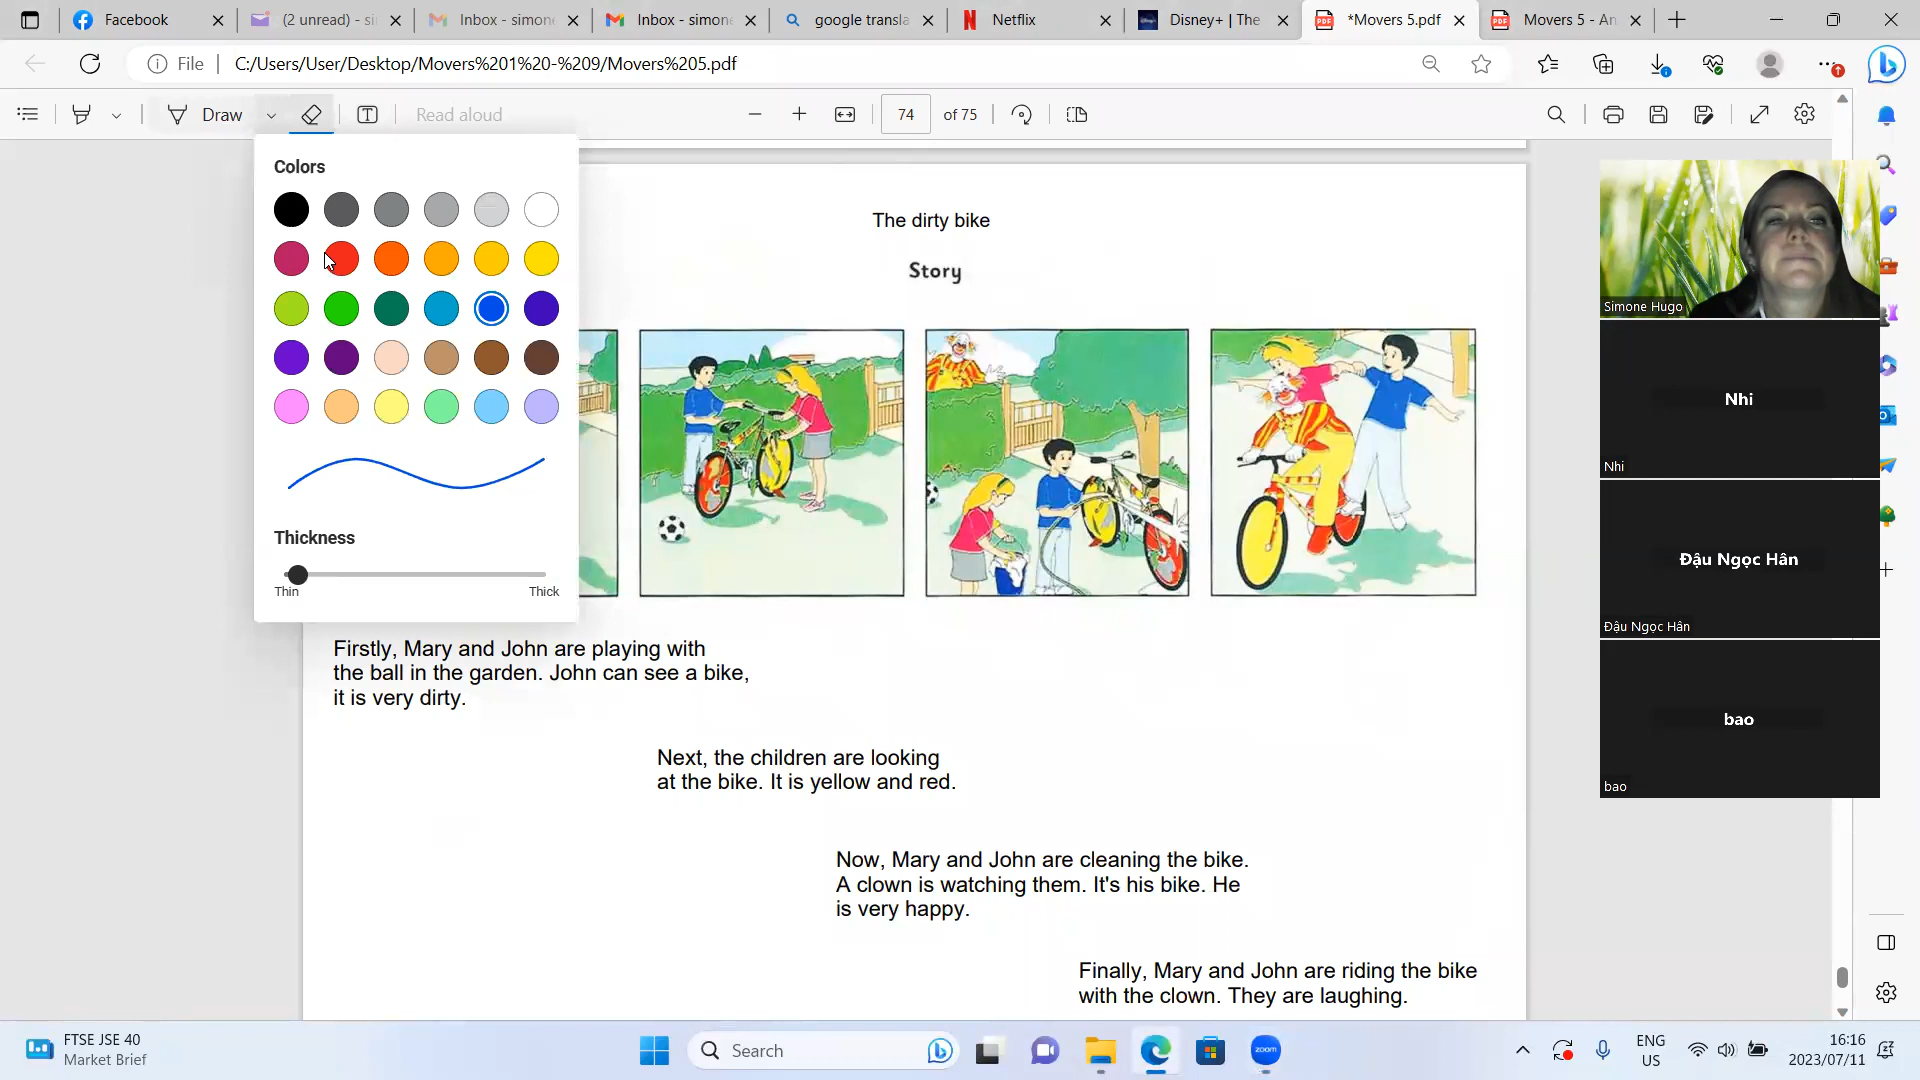 Facebook
(2 unread) - si
Inbox - simone
Inbox - simone
google transla
Netflix
Disney+ | The
*Movers 5.pdf
Movers 5 - An
File
C:/Users/User/Desktop/Movers%201%20-%209/Movers%205.pdf
Draw
Read aloud
74
of 75
Colors
Thickness
Thin
Thick
The dirty bike
Story
Firstly, Mary and John are playing with
the ball in the garden. John can see a bike,
it is very dirty.
Next, the children are looking
at the bike. It is yellow and red.
Now, Mary and John are cleaning the bike.
A clown is watching them. It's his bike. He
is very happy.
Finally, Mary and John are riding the bike
with the clown. They are laughing.
Simone Hugo
Nhi
Nhi
Đậu Ngọc Hân
Đậu Ngọc Hân
bao
bao
FTSE JSE 40
Market Brief
Search
zoom
ENG
US
16:16
2023/07/11